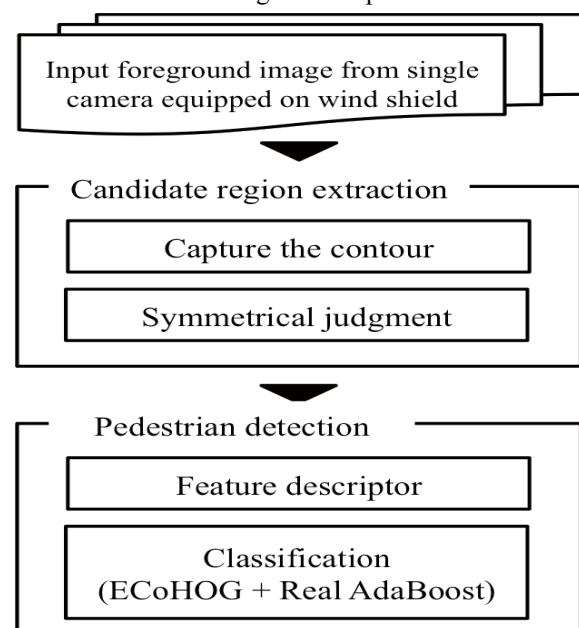 Input foreground image from single
camera equipped on wind shield
Candidate region extraction
Capture the contour
Symmetrical judgment
Pedestrian detection
Feature descriptor
Classification
(ECoHOG + Real AdaBoost)